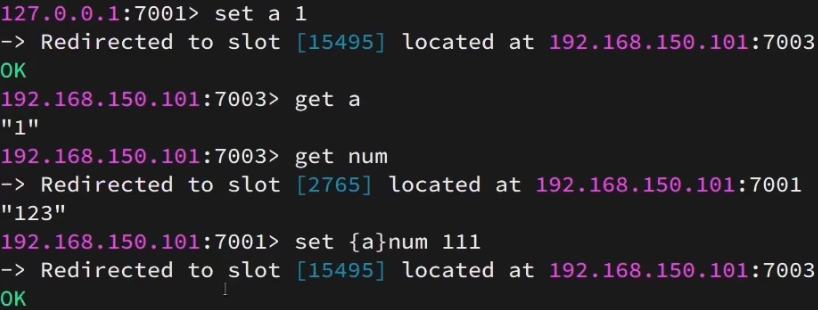 127.0.0.1:7001> set a 1
-> Redirected to slot [15495] located at 192.168.150.101:7003
OK
192.168.150.101:7003> get a
"1"
192.168.150.101:7003> get num
-> Redirected to slot [2765] located at 192.168.150.101:7001
"123"
192.168.150.101:7001> set {a}num 111
-> Redirected to slot [15495] located at 192.168.150.101:7003
OK